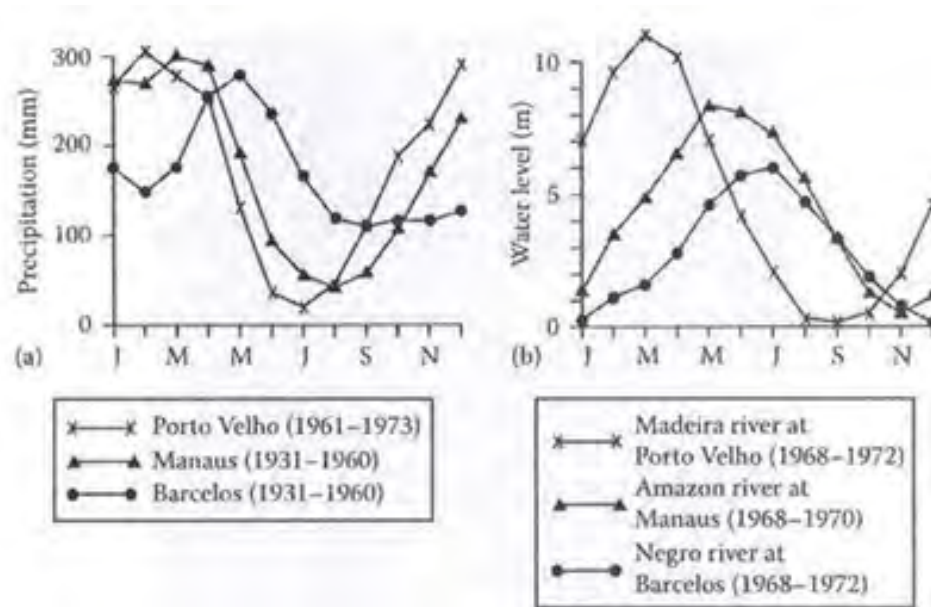 300
200
100
0
Precipitation (mm)
(a)
J M M J S N
10
5
0
Water level (m)
(b)
J M M J S N
Porto Velho (1961–1973)
Manaus (1931–1960)
Barcelos (1931–1960)
Madeira river at
Porto Velho (1968–1972)
Amazon river at
Manaus (1968–1970)
Negro river at
Barcelos (1968–1972)